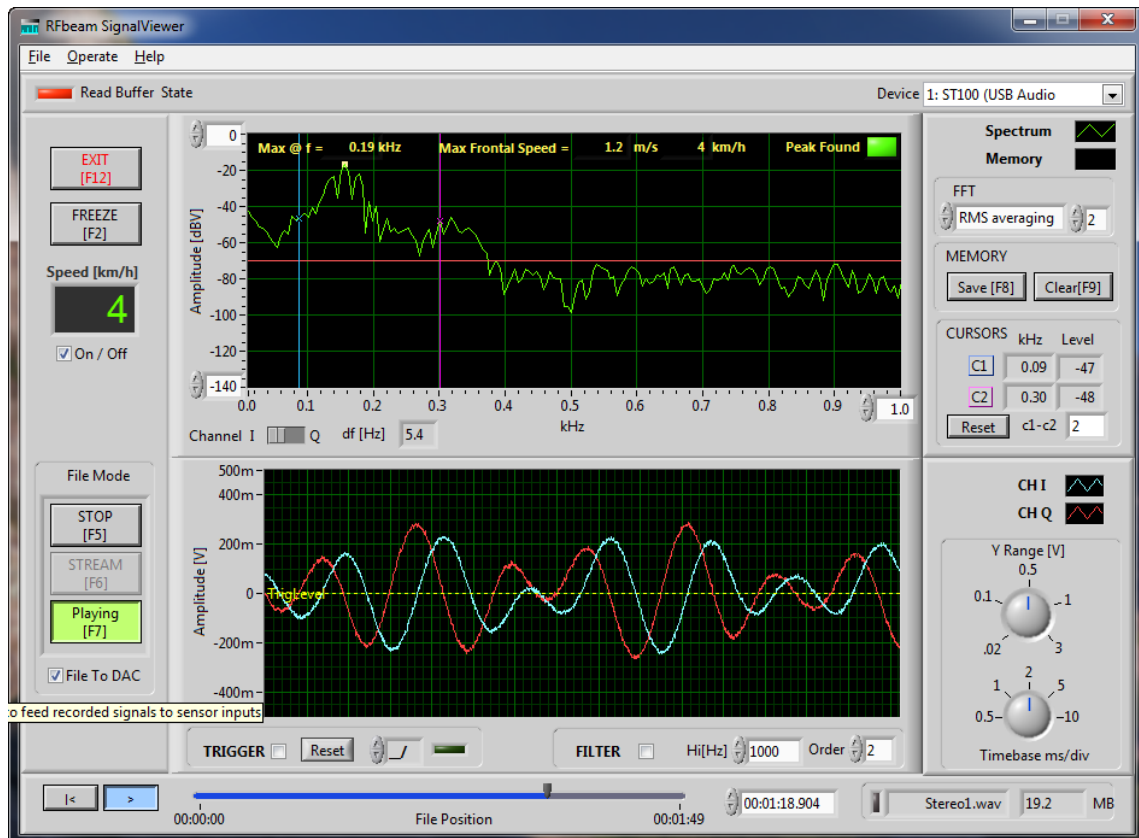 RFbeam SignalViewer
File Operate Help
Read Buffer State
Device 1: ST100 (USB Audio
EXIT
[F12]
FREEZE
[F2]
Speed [km/h]
4
On / Off
Max @ f = 0.19 kHz Max Frontal Speed = 1.2 m/s 4 km/h Peak Found
Amplitude [dBV]
0
-20
-40
-60
-80
-100
-120
-140
0.0 0.1 0.2 0.3 0.4 0.5 0.6 0.7 0.8 0.9 1.0
kHz
Channel I Q df [Hz] 5.4
Spectrum
Memory
FFT
RMS averaging 2
MEMORY
Save [F8] Clear[F9]
CURSORS kHz Level
C1 0.09 -47
C2 0.30 -48
Reset c1-c2 2
File Mode
STOP
[F5]
STREAM
[F6]
Playing
[F7]
File To DAC
to feed recorded signals to sensor inputs
Amplitude [V]
500m
400m
200m
0
-200m
-400m
TrigLevel
CH I
CH Q
Y Range [V]
0.5
0.1 1
.02 3
2
1 5
0.5 10
Timebase ms/div
TRIGGER Reset FILTER Hi[Hz] 1000 Order 2
|< >
00:00:00 File Position 00:01:49
00:01:18.904
Stereo1.wav 19.2 MB